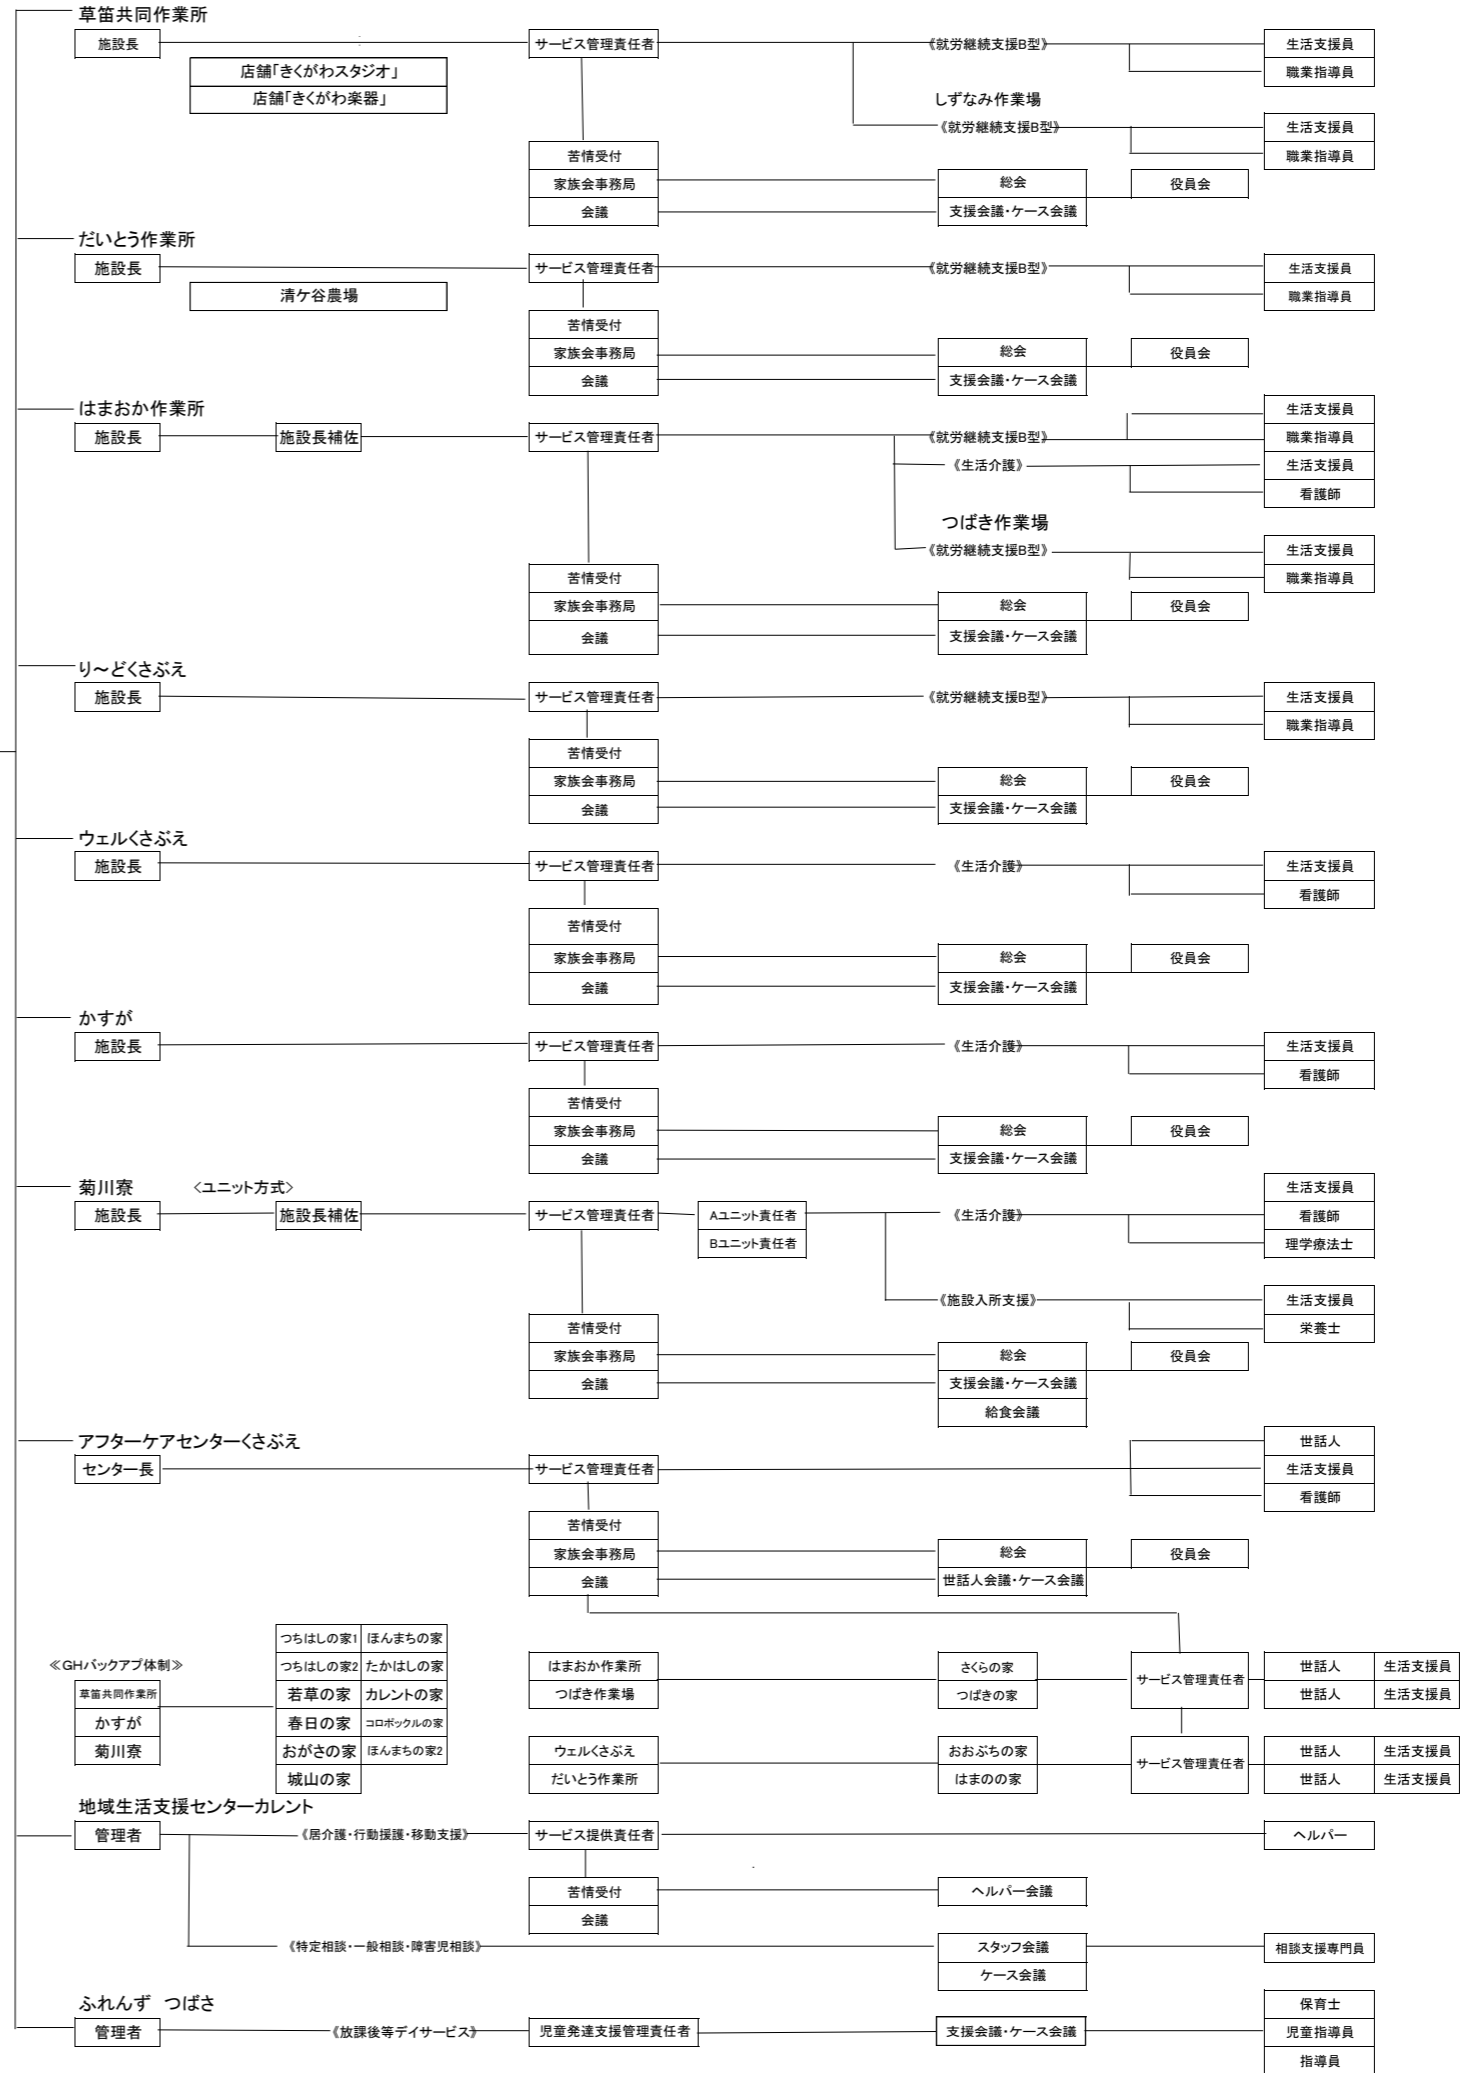 草笛共同作業所
施設長 サービス管理責任者 《就労継続支援B型》 生活支援員
職業指導員
店舗「きくがわスタジオ」
店舗「きくがわ楽器」
しずなみ作業場
《就労継続支援B型》 生活支援員
苦情受付 職業指導員
家族会事務局 総会 役員会
会議 支援会議・ケース会議
だいとう作業所
施設長 サービス管理責任者 《就労継続支援B型》 生活支援員
清ケ谷農場 職業指導員
苦情受付
家族会事務局 総会 役員会
会議 支援会議・ケース会議
はまおか作業所 生活支援員
施設長 施設長補佐 サービス管理責任者 《就労継続支援B型》 職業指導員
《生活介護》 生活支援員
看護師
つばき作業場
《就労継続支援B型》 生活支援員
苦情受付 職業指導員
家族会事務局 総会 役員会
会議 支援会議・ケース会議
り～どくさぶえ
施設長 サービス管理責任者 《就労継続支援B型》 生活支援員
職業指導員
苦情受付
家族会事務局 総会 役員会
会議 支援会議・ケース会議
ウェルくさぶえ
施設長 サービス管理責任者 《生活介護》 生活支援員
看護師
苦情受付
家族会事務局 総会 役員会
会議 支援会議・ケース会議
かすが
施設長 サービス管理責任者 《生活介護》 生活支援員
看護師
苦情受付
家族会事務局 総会 役員会
会議 支援会議・ケース会議
菊川寮 <ユニット方式> 生活支援員
施設長 施設長補佐 サービス管理責任者 Aユニット責任者 《生活介護》 看護師
Bユニット責任者 理学療法士
《施設入所支援》 生活支援員
苦情受付 栄養士
家族会事務局 総会 役員会
会議 支援会議・ケース会議
給食会議
アフターケアセンターくさぶえ 世話人
センター長 サービス管理責任者 生活支援員
看護師
苦情受付
家族会事務局 総会 役員会
会議 世話人会議・ケース会議
つちはしの家1 ほんまちの家
≪GHバックアプ体制≫ つちはしの家2 たかはしの家 はまおか作業所 さくらの家 サービス管理責任者 世話人 生活支援員
草笛共同作業所 若草の家 カレントの家 つばき作業場 つばきの家 世話人 生活支援員
かすが 春日の家 コロボックルの家
菊川寮 おがさの家 ほんまちの家2 ウェルくさぶえ おおぶちの家 サービス管理責任者 世話人 生活支援員
城山の家 だいとう作業所 はまのの家 世話人 生活支援員
地域生活支援センターカレント
管理者 《居介護・行動援護・移動支援》 サービス提供責任者 ヘルパー
苦情受付 ヘルパー会議
会議
《特定相談・一般相談・障害児相談》 スタッフ会議 相談支援専門員
ケース会議
ふれんず つばさ 保育士
管理者 《放課後等デイサービス》 児童発達支援管理責任者 支援会議・ケース会議 児童指導員
指導員